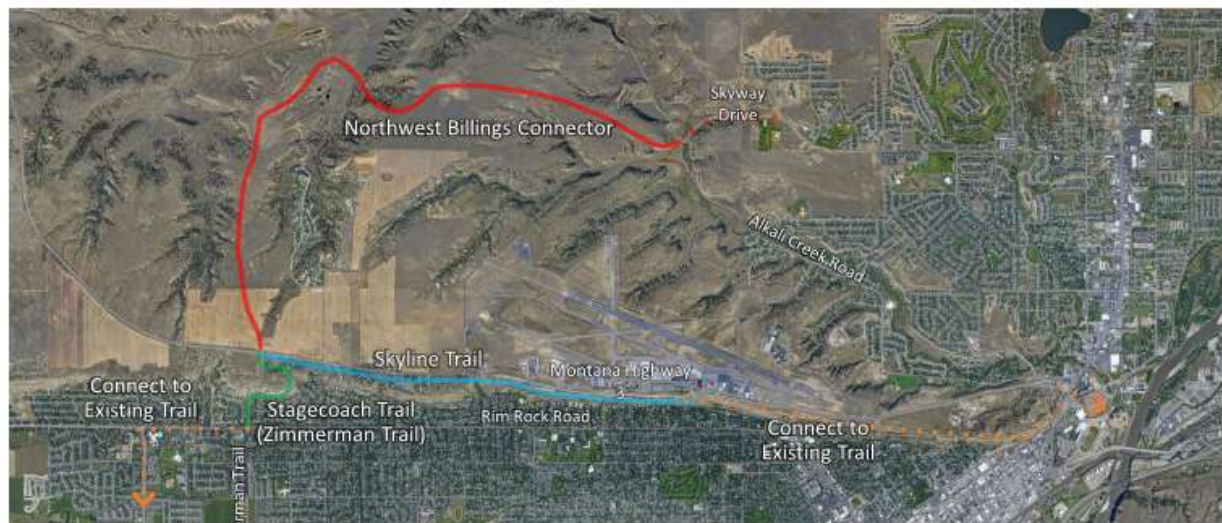 Skyway
Drive
Northwest Billings Connector
Alkali Creek Road
Skyline Trail
Montana Highway
3
Connect to
Existing Trail
Stagecoach Trail
(Zimmerman Trail)
Rim Rock Road
Connect to
Existing Trail
rman Trail